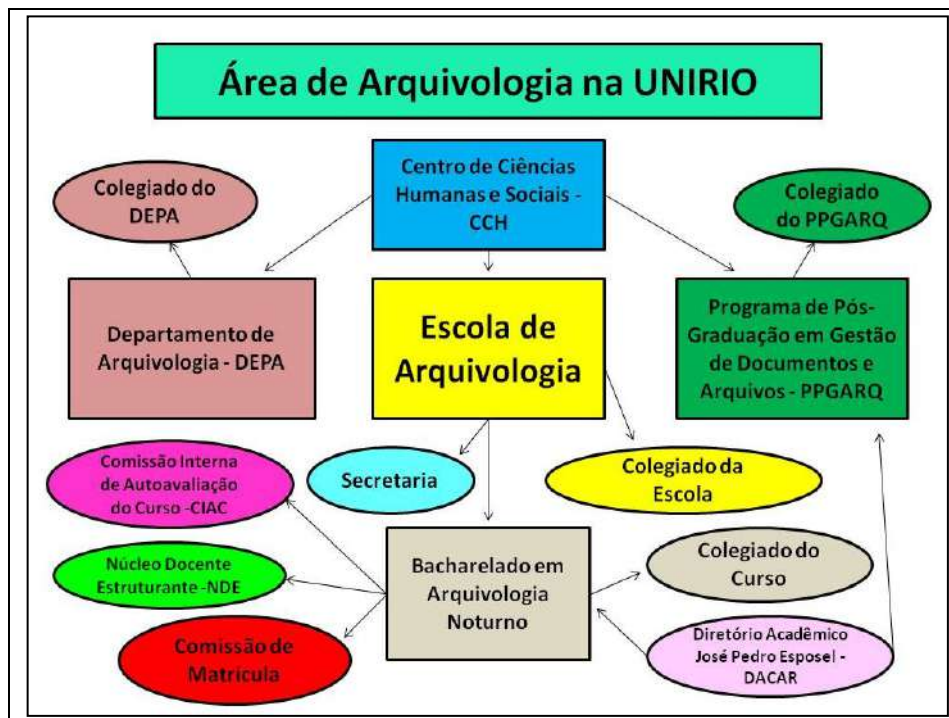 Área de Arquivologia na UNIRIO
Centro de Ciências
Humanas e Sociais -
CCH
Colegiado do
DEPA
Colegiado
do PPGARQ
Departamento de
Arquivologia - DEPA
Escola de
Arquivologia
Programa de Pós-
Graduação em Gestão
de Documentos e
Arquivos - PPGARQ
Comissão Interna
de Autoavaliação
do Curso -CIAC
Secretaria
Colegiado da
Escola
Núcleo Docente
Estruturante -NDE
Bacharelado em
Arquivologia
Noturno
Colegiado do
Curso
Comissão de
Matrícula
Diretório Acadêmico
José Pedro Esposel -
DACAR